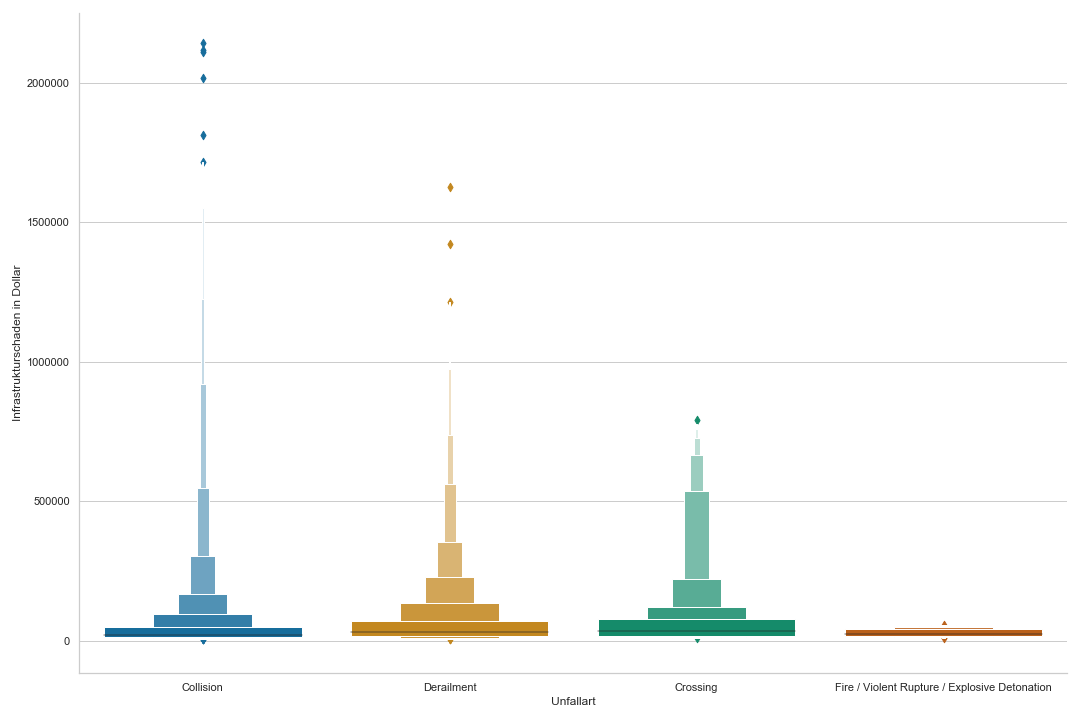 2000000
1500000
1000000
500000
0
Infrastrukturschaden in Dollar
Collision
Derailment
Crossing
Fire / Violent Rupture / Explosive Detonation
Unfallart